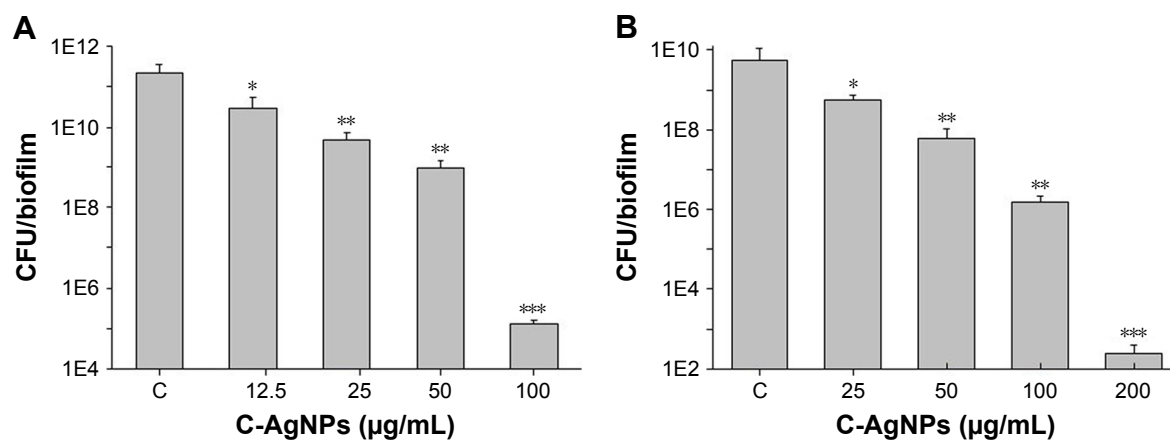 A
CFU/biofilm
1E12
1E10
1E8
1E6
1E4
*
**
**
***
C 12.5 25 50 100
C-AgNPs (µg/mL)
B
CFU/biofilm
1E10
1E8
1E6
1E4
1E2
*
**
**
***
C 25 50 100 200
C-AgNPs (µg/mL)